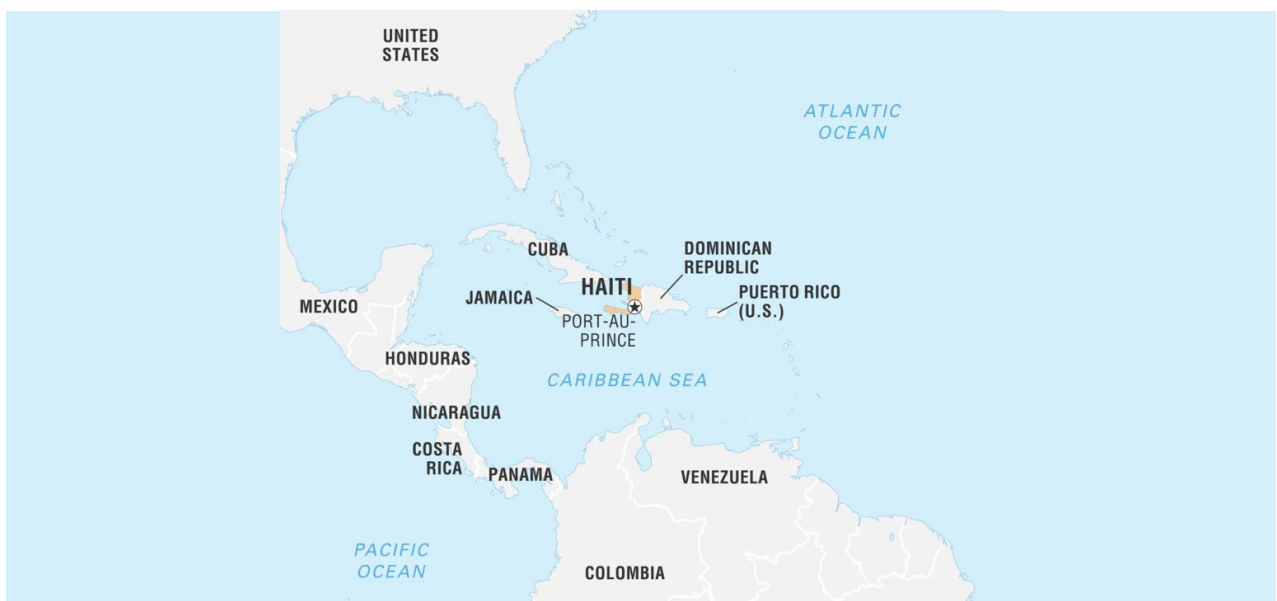 UNITED
STATES
ATLANTIC
OCEAN
CUBA
DOMINICAN
REPUBLIC
HAITI
JAMAICA
PUERTO RICO
(U.S.)
MEXICO
PORT-AU-
PRINCE
HONDURAS
CARIBBEAN SEA
NICARAGUA
COSTA
RICA
PANAMA
VENEZUELA
PACIFIC
OCEAN
COLOMBIA